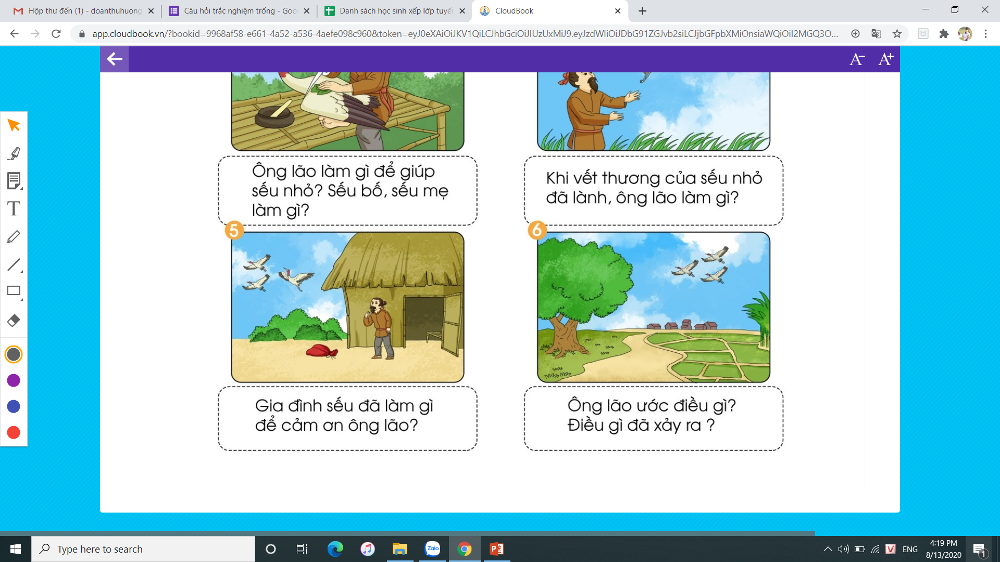 Hộp thư đến (1) - doanthuhuong
Câu hỏi trắc nghiệm trống - Goo
Danh sách học sinh xếp lớp tuyể
CloudBook
app.cloudbook.vn/?bookid=9968af58-e661-4a52-a536-4aefe098c960&token=eyJ0eXAiOiJKV1QiLCJhbGciOiJIUzUxMiJ9.eyJzdWIiOiJDbG91ZGJvb2siLCJjbGFpbXMiOnsiaWQiOiI2MGQ3O...
A- A+
Ông lão làm gì để giúp
sếu nhỏ? Sếu bố, sếu mẹ
làm gì?
Khi vết thương của sếu nhỏ
đã lành, ông lão làm gì?
5
6
Gia đình sếu đã làm gì
để cảm ơn ông lão?
Ông lão ước điều gì?
Điều gì đã xảy ra ?
T
Type here to search
Zalo
V
ENG
4:19 PM
8/13/2020
1